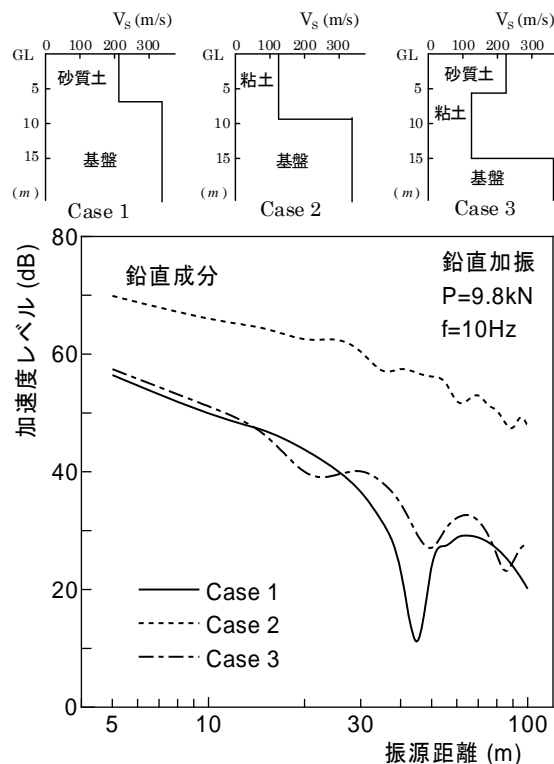 V_S (m/s)
0 100 200 300
GL
5
10
15
(m)
砂質土
基盤
Case 1
V_S (m/s)
0 100 200 300
GL
5
10
15
(m)
粘土
基盤
Case 2
V_S (m/s)
0 100 200 300
GL
5
10
15
(m)
砂質土
粘土
基盤
Case 3
加速度レベル (dB)
80
60
40
20
0
鉛直成分
鉛直加振
P=9.8kN
f=10Hz
Case 1
Case 2
Case 3
5 10 30 100
振源距離 (m)